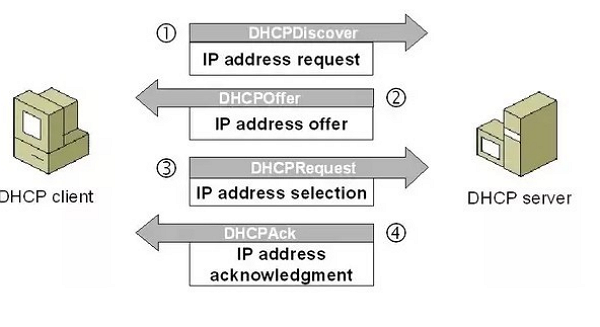 ① DHCPDiscover
IP address request
DHCPOffer ②
IP address offer
③ DHCPRequest
IP address selection
DHCP client
DHCP server
DHCPAck ④
IP address
acknowledgment